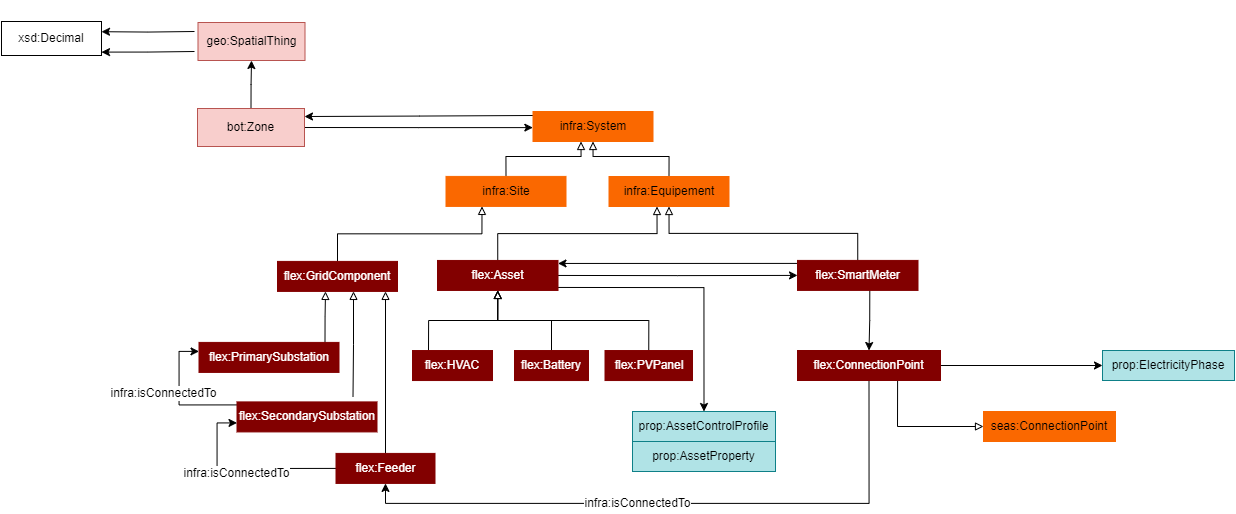 xsd:Decimal
geo:SpatialThing
bot:Zone
infra:System
infra:Site
infra:Equipement
flex:GridComponent
flex:Asset
flex:SmartMeter
flex:PrimarySubstation
flex:HVAC
flex:Battery
flex:PVPanel
flex:ConnectionPoint
prop:ElectricityPhase
infra:isConnectedTo
flex:SecondarySubstation
prop:AssetControlProfile
seas:ConnectionPoint
prop:AssetProperty
infra:isConnectedTo
flex:Feeder
infra:isConnectedTo